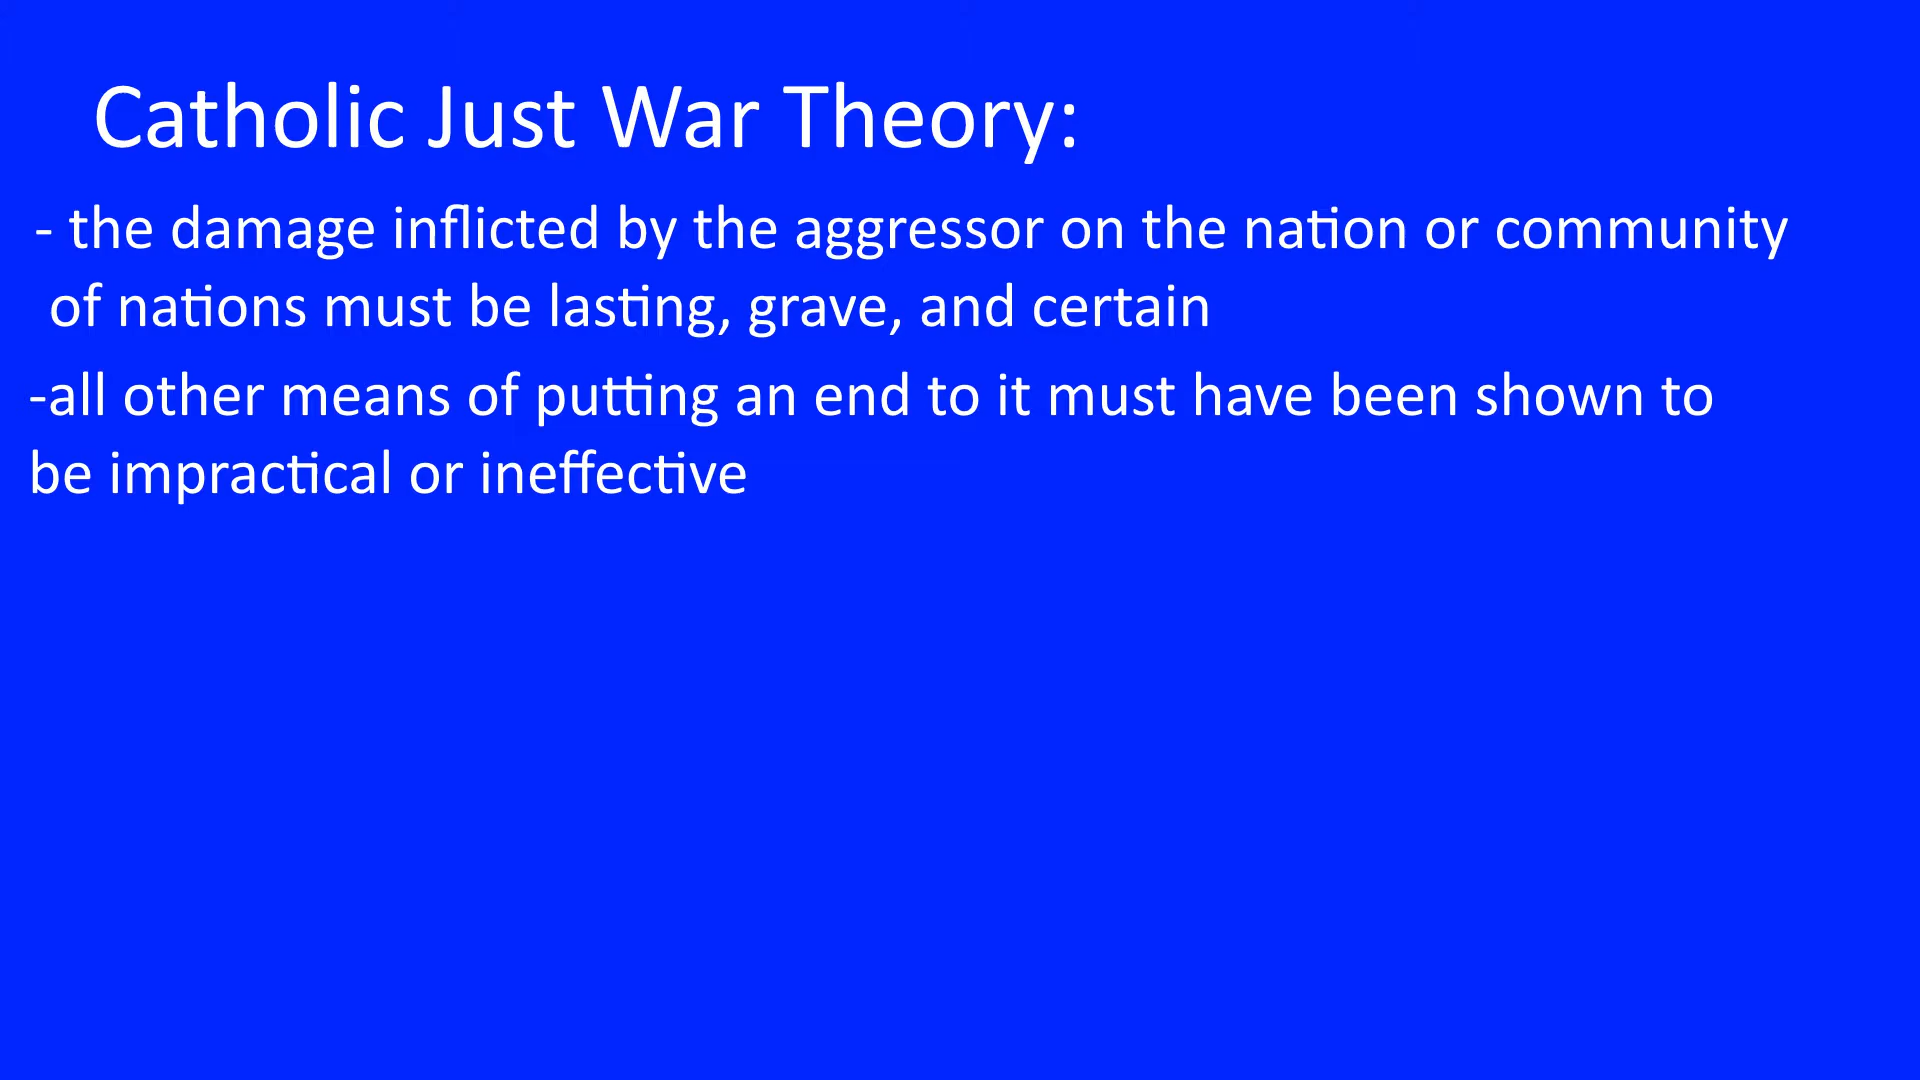 Catholic Just War Theory:
- the damage inflicted by the aggressor on the nation or community
of nations must be lasting, grave, and certain
-all other means of putting an end to it must have been shown to
be impractical or ineffective